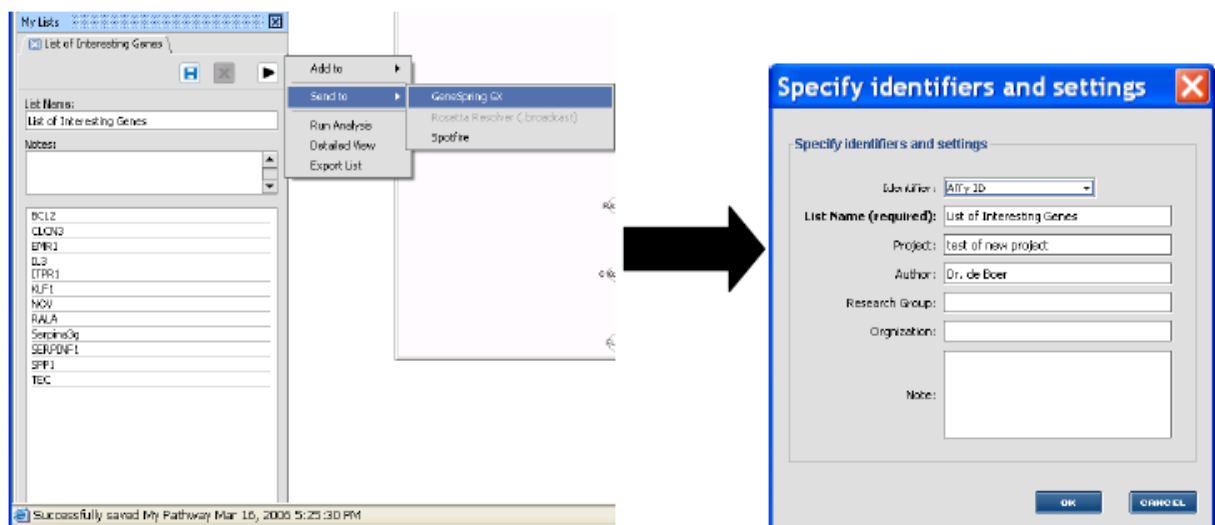 My Lists
List of Interesting Genes
List Name:
List of Interesting Genes
Notes:
BCL2
CLCN3
EMR1
IL3
ITPR1
KLF1
NOV
RALA
Serpina3g
SERPINF1
SPP1
TEC
Add to
Send to
Run Analysis
Detailed View
Export List
GeneSpring GX
Rosetta Resolver (.broadcast)
Spotfire
Successfully saved My Pathway Mar 16, 2006 5:25:30 PM
Specify identifiers and settings
Specify identifiers and settings
Identifier: Affy ID
List Name (required): List of Interesting Genes
Project: test of new project
Author: Dr. de Boer
Research Group:
Orgnization:
Note:
OK CANCEL